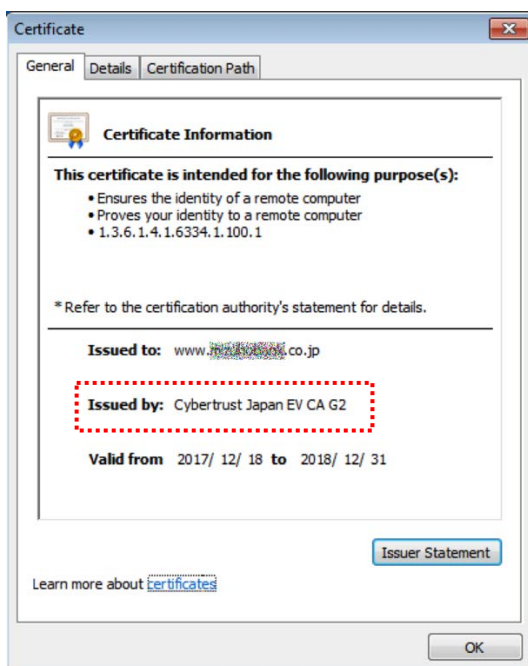 Certificate
General
Details
Certification Path
Certificate Information
This certificate is intended for the following purpose(s):
• Ensures the identity of a remote computer
• Proves your identity to a remote computer
• 1.3.6.1.4.1.6334.1.100.1
* Refer to the certification authority's statement for details.
Issued to: www. .co.jp
Issued by: Cybertrust Japan EV CA G2
Valid from 2017/ 12/ 18 to 2018/ 12/ 31
Issuer Statement
Learn more about certificates
OK